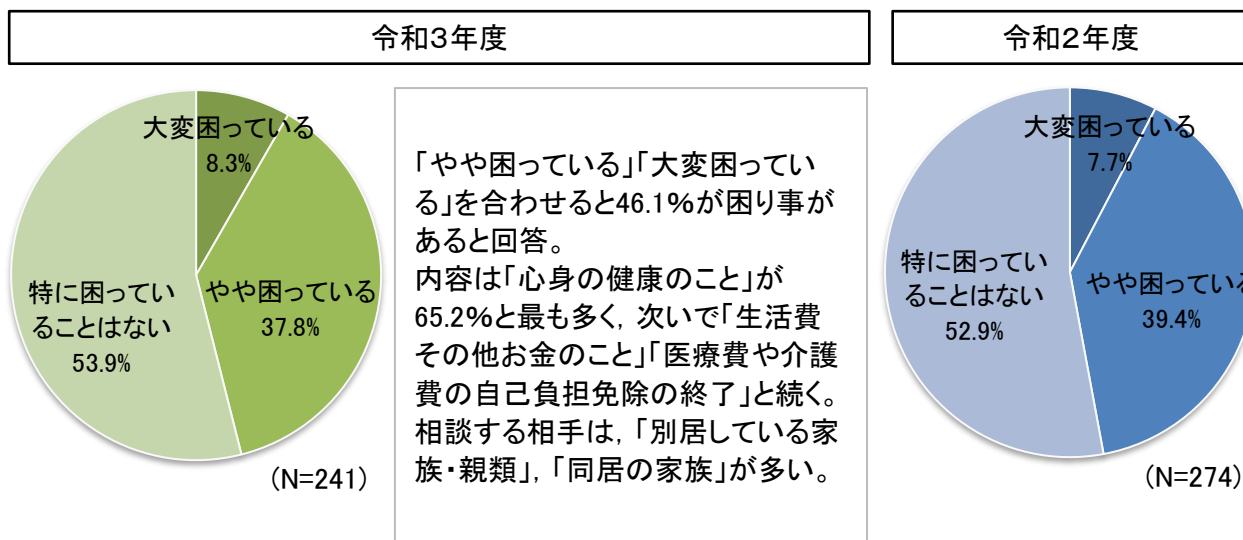 令和3年度
大変困っている
8.3%
やや困っている
37.8%
特に困ってい
ることはない
53.9%
(N=241)
「やや困っている」「大変困ってい
る」を合わせると46.1%が困り事が
あると回答。
内容は「心身の健康のこと」が
65.2%と最も多く,次いで「生活費
その他お金のこと」「医療費や介護
費の自己負担免除の終了」と続く。
相談する相手は,「別居している家
族・親類」,「同居の家族」が多い。
令和2年度
大変困っている
7.7%
やや困っている
39.4%
特に困ってい
ることはない
52.9%
(N=274)